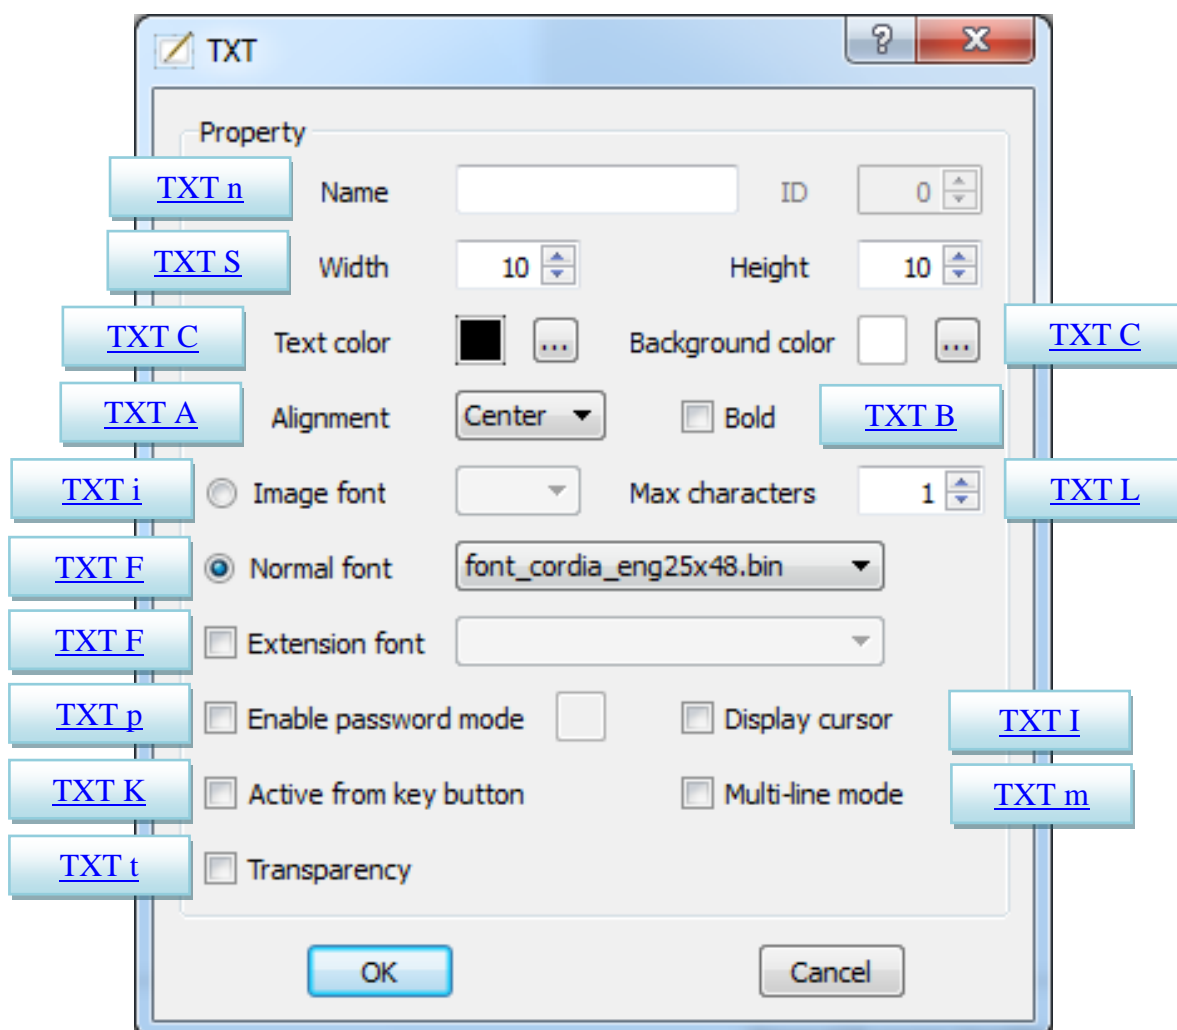 TXT
?
X
Property
TXT n Name ID 0
TXT S Width 10 Height 10
TXT C Text color ... Background color ... TXT C
TXT A Alignment Center Bold TXT B
TXT i Image font Max characters 1 TXT L
TXT F Normal font font_cordia_eng25x48.bin
TXT F Extension font
TXT p Enable password mode Display cursor TXT I
TXT K Active from key button Multi-line mode TXT m
TXT t Transparency
OK Cancel